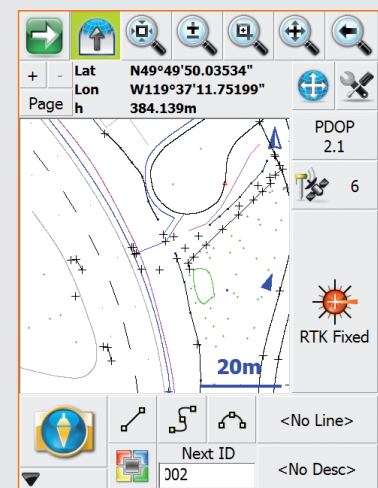 + -
Lat N49°49'50.03534"
Lon W119°37'11.75199"
h 384.139m
Page
PDOP
2.1
6
RTK Fixed
20m
<No Line>
Next ID
002
<No Desc>